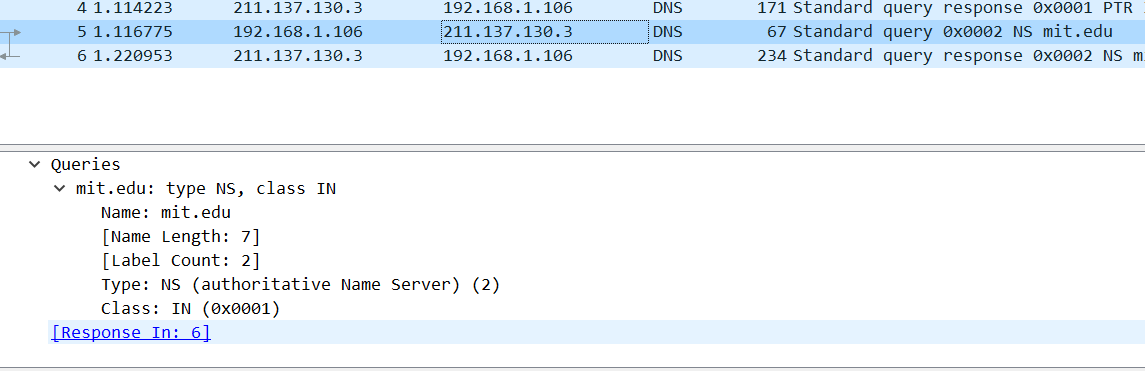 4 1.114223 211.137.130.3 192.168.1.106 DNS 171 Standard query response 0x0001 PTR
5 1.116775 192.168.1.106 211.137.130.3 DNS 67 Standard query 0x0002 NS mit.edu
6 1.220953 211.137.130.3 192.168.1.106 DNS 234 Standard query response 0x0002 NS
Queries
mit.edu: type NS, class IN
Name: mit.edu
[Name Length: 7]
[Label Count: 2]
Type: NS (authoritative Name Server) (2)
Class: IN (0x0001)
[Response In: 6]